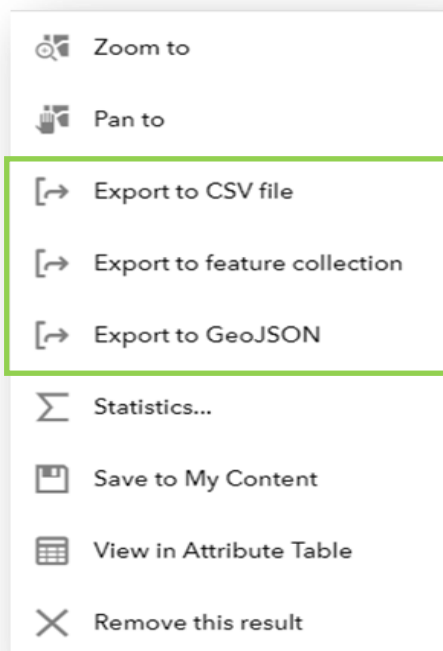 Zoom to
Pan to
Export to CSV file
Export to feature collection
Export to GeoJSON
Statistics...
Save to My Content
View in Attribute Table
Remove this result